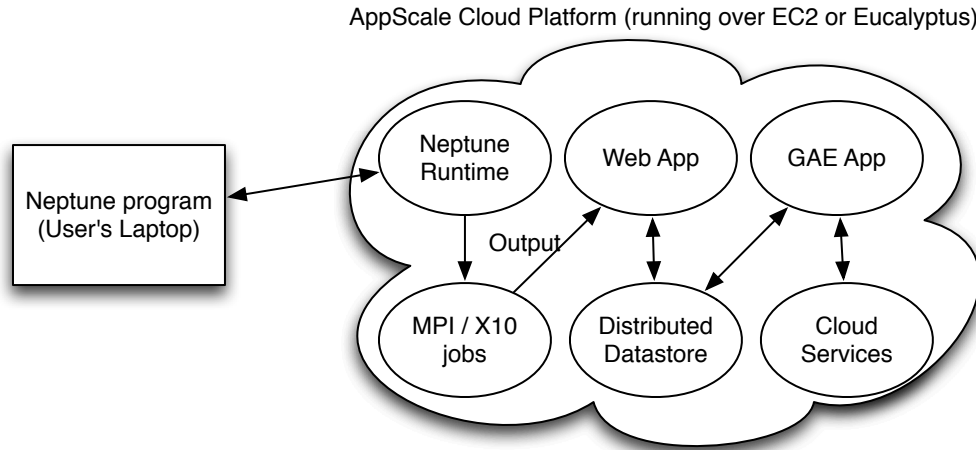 AppScale Cloud Platform (running over EC2 or Eucalyptus)
Neptune
Runtime
Web App
GAE App
Neptune program
(User's Laptop)
Output
MPI / X10
jobs
Distributed
Datastore
Cloud
Services